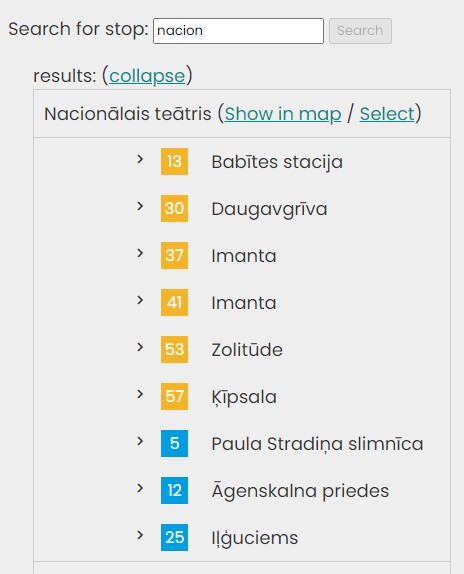 Search for stop: nacion Search
results: (collapse)
Nacionālais teātris (Show in map / Select)
13 Babītes stacija
30 Daugavgrīva
37 Imanta
41 Imanta
53 Zolitūde
57 Ķīpsala
5 Paula Stradiņa slimnīca
12 Āgenskalna priedes
25 Iļģuciems